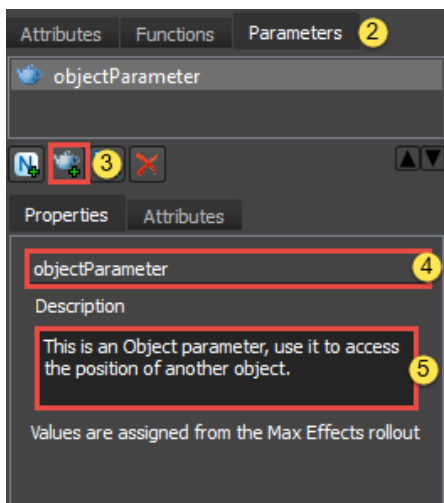 Attributes Functions Parameters 2
objectParameter
N 3
Properties Attributes
objectParameter 4
Description
This is an Object parameter, use it to access
the position of another object. 5
Values are assigned from the Max Effects rollout